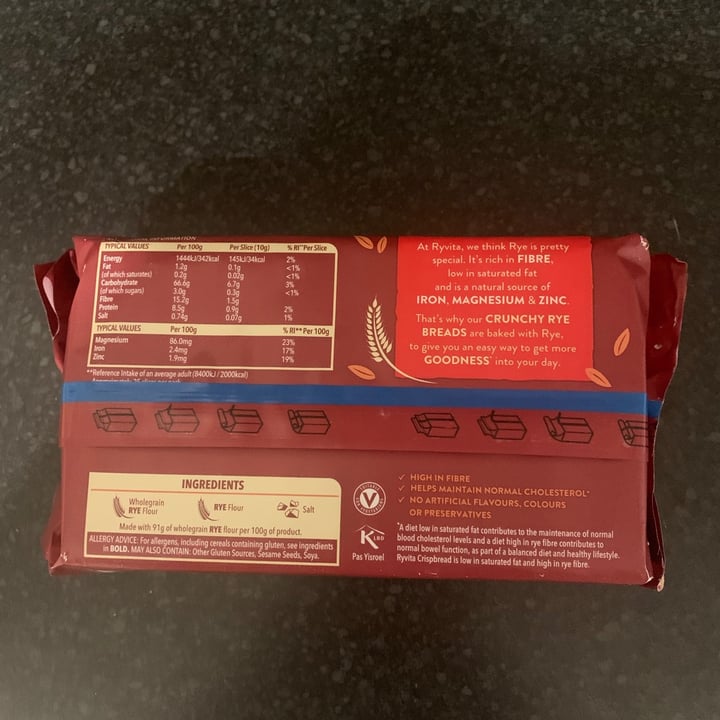 INFORMATION
TYPICAL VALUES Per 100g Per Slice (10g) % RI** Per Slice
Energy 1444kJ/342kcal 145kJ/34kcal 2%
Fat 1.2g 0.1g <1%
(of which saturates) 0.2g 0.02g <1%
Carbohydrate 66.6g 6.7g 3%
(of which sugars) 3.0g 0.3g <1%
Fibre 15.2g 1.5g
Protein 8.5g 0.9g 2%
Salt 0.74g 0.07g 1%
TYPICAL VALUES Per 100g % RI** Per 100g
Magnesium 86.0mg 23%
Iron 2.4mg 17%
Zinc 1.9mg 19%
**Reference Intake of an average adult (8400kJ / 2000kcal)
At Ryvita, we think Rye is pretty
special. It's rich in FIBRE,
low in saturated fat
and is a natural source of
IRON, MAGNESIUM & ZINC.
That's why our CRUNCHY RYE
BREADS are baked with Rye,
to give you an easy way to get more
GOODNESS* into your day.
INGREDIENTS
Wholegrain
RYE Flour
RYE Flour
Salt
Made with 91g of wholegrain RYE flour per 100g of product.
ALLERGY ADVICE: For allergens, including cereals containing gluten, see ingredients
in BOLD. MAY ALSO CONTAIN: Other Gluten Sources, Sesame Seeds, Soya.
V
K LBD
Pas Yisroel
✓ HIGH IN FIBRE
✓ HELPS MAINTAIN NORMAL CHOLESTEROL*
✓ NO ARTIFICIAL FLAVOURS, COLOURS
OR PRESERVATIVES
*A diet low in saturated fat contributes to the maintenance of normal
blood cholesterol levels and a diet high in rye fibre contributes to
normal bowel function, as part of a balanced diet and healthy lifestyle.
Ryvita Crispbread is low in saturated fat and high in rye fibre.